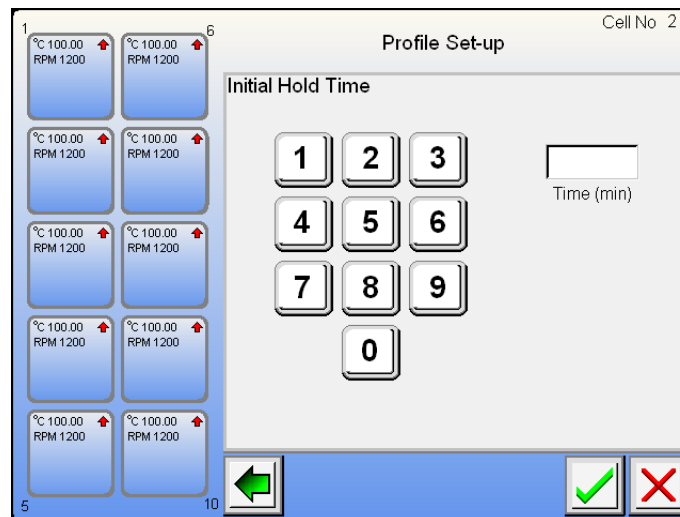 1
6
°C 100.00
RPM 1200
°C 100.00
RPM 1200
°C 100.00
RPM 1200
°C 100.00
RPM 1200
°C 100.00
RPM 1200
°C 100.00
RPM 1200
°C 100.00
RPM 1200
°C 100.00
RPM 1200
°C 100.00
RPM 1200
°C 100.00
RPM 1200
5
10
Cell No 2
Profile Set-up
Initial Hold Time
1 2 3
4 5 6
7 8 9
0
Time (min)